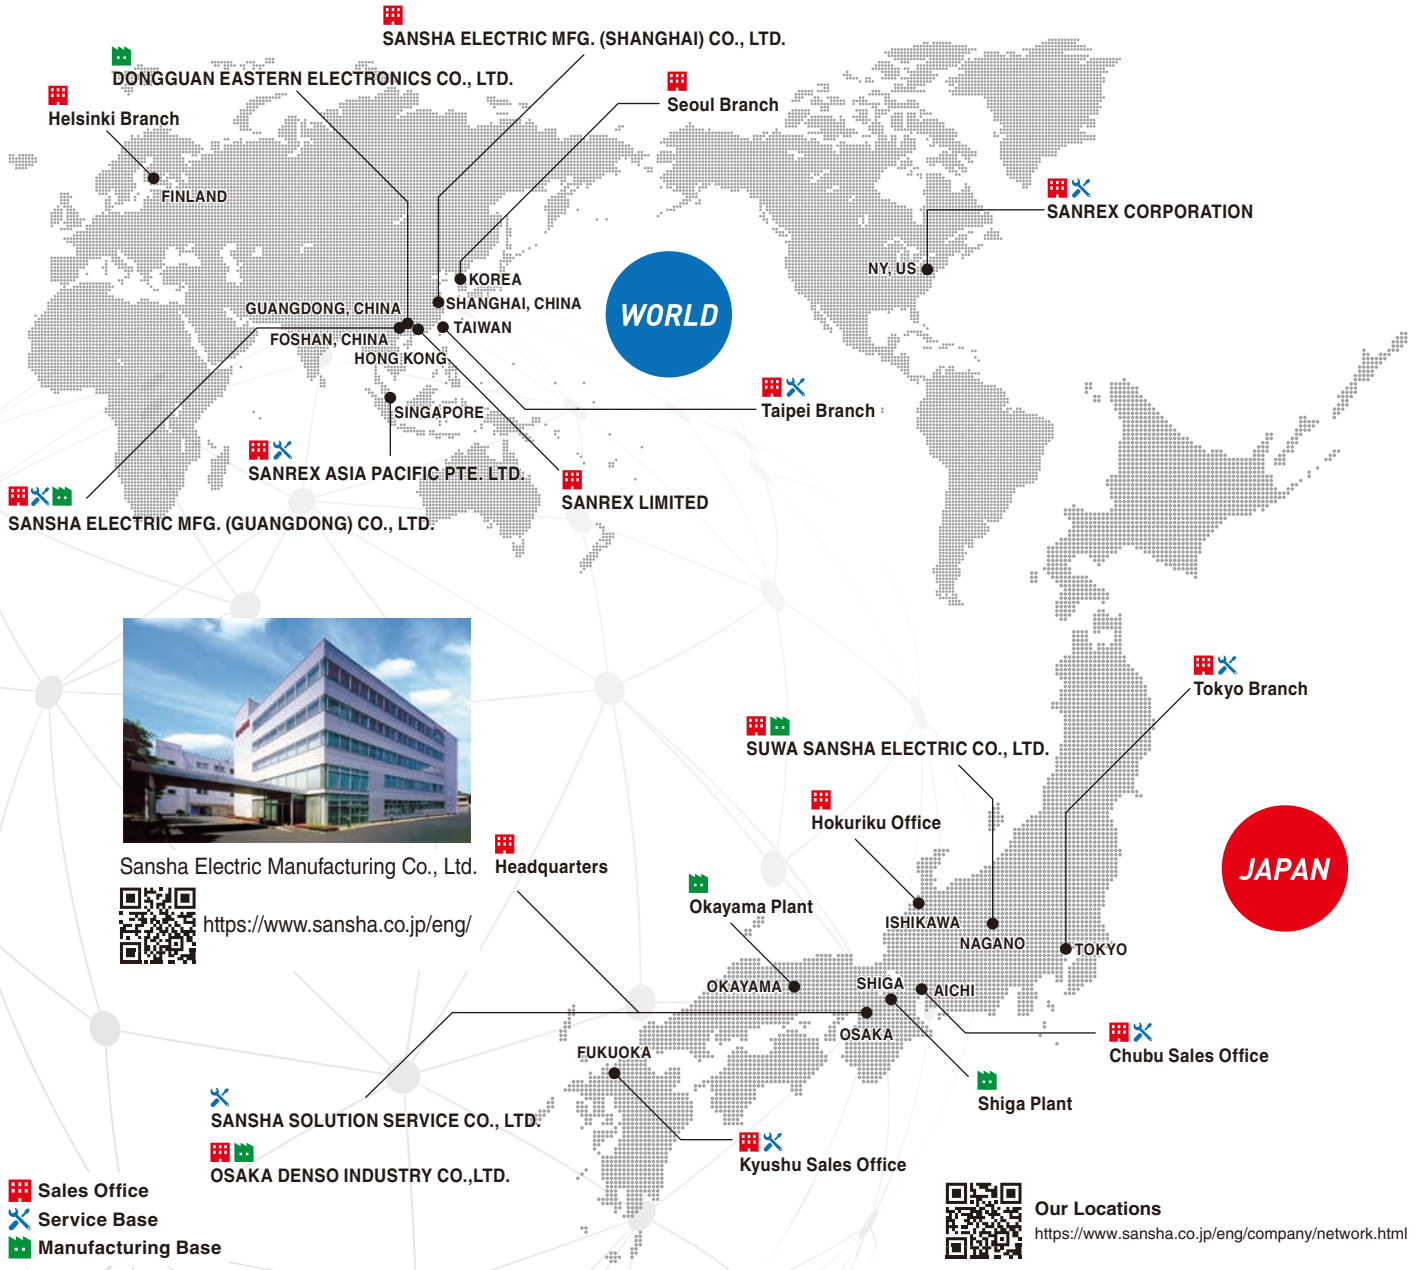 SANSHA ELECTRIC MFG. (SHANGHAI) CO., LTD.
DONGGUAN EASTERN ELECTRONICS CO., LTD.
Helsinki Branch
Seoul Branch
FINLAND
SANREX CORPORATION
NY, US
KOREA
SHANGHAI, CHINA
GUANGDONG, CHINA
WORLD
TAIWAN
FOSHAN, CHINA
HONG KONG
Taipei Branch
SINGAPORE
SANREX ASIA PACIFIC PTE. LTD.
SANREX LIMITED
SANSHA ELECTRIC MFG. (GUANGDONG) CO., LTD.
Tokyo Branch
SUWA SANSHA ELECTRIC CO., LTD.
Hokuriku Office
Sansha Electric Manufacturing Co., Ltd.
Headquarters
JAPAN
Okayama Plant
https://www.sansha.co.jp/eng/
ISHIKAWA
NAGANO
TOKYO
OKAYAMA
SHIGA
AICHI
OSAKA
FUKUOKA
Chubu Sales Office
Shiga Plant
SANSHA SOLUTION SERVICE CO., LTD.
OSAKA DENSO INDUSTRY CO.,LTD.
Kyushu Sales Office
Sales Office
Service Base
Manufacturing Base
Our Locations
https://www.sansha.co.jp/eng/company/network.html